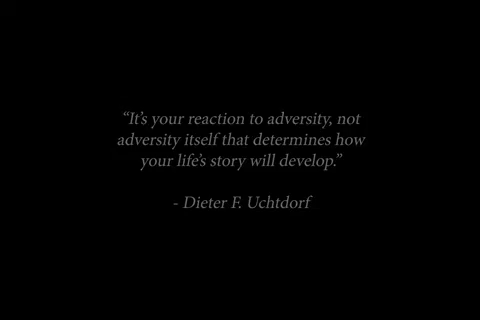 “It’s your reaction to adversity, not
adversity itself that determines how
your life’s story will develop.”
- Dieter F. Uchtdorf